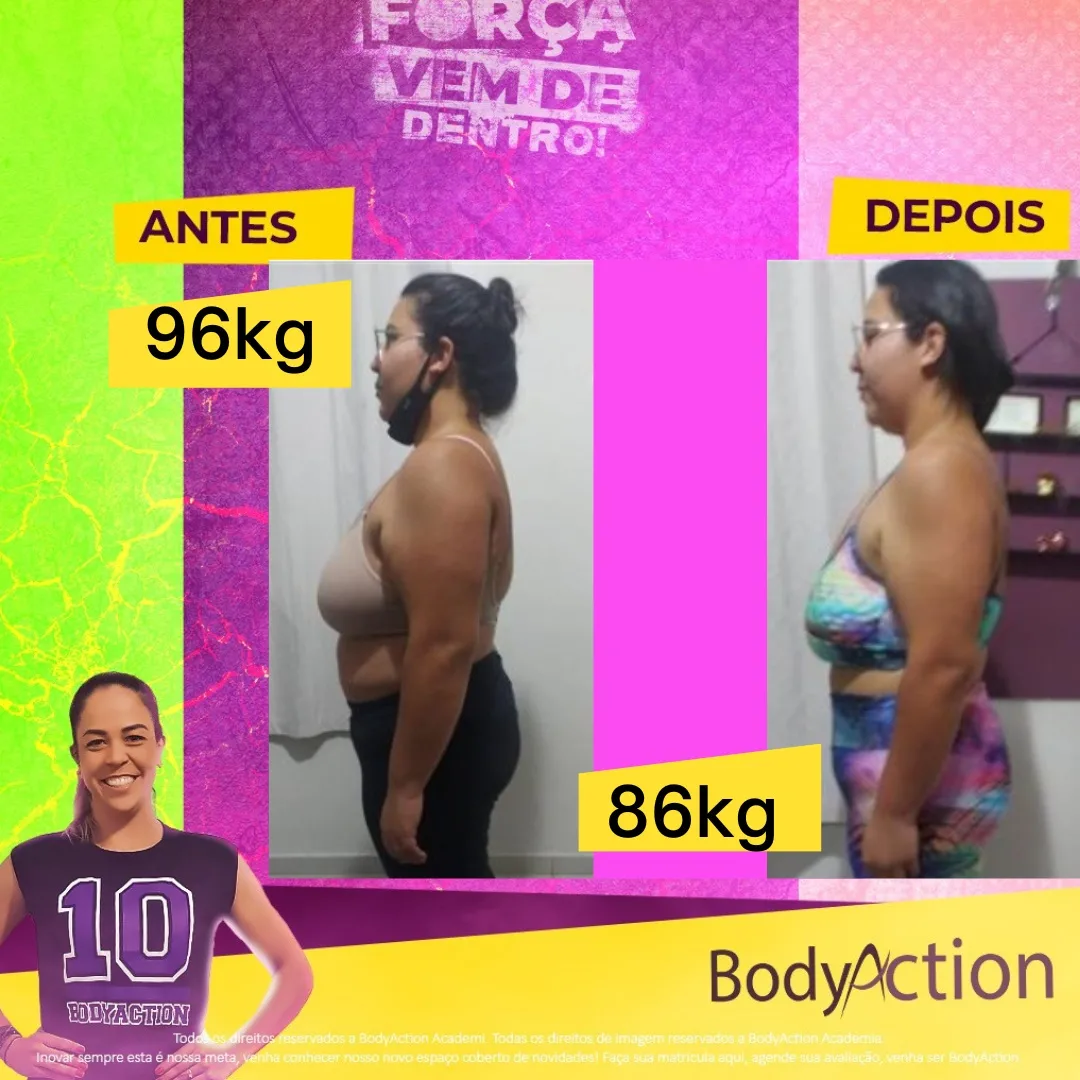 FORÇA
VEM DE
DENTRO!
ANTES
DEPOIS
96kg
86kg
10
BODYACTION
BodyAction
Todos os direitos reservados a BodyAction Academi. Todas os direitos de imagem reservados a BodyAction Academia.
Inovar sempre esta é nossa meta, venha conhecer nosso novo espaço coberto de novidades! Faça sua matrícula aqui, agende sua avaliação, venha ser BodyAction.